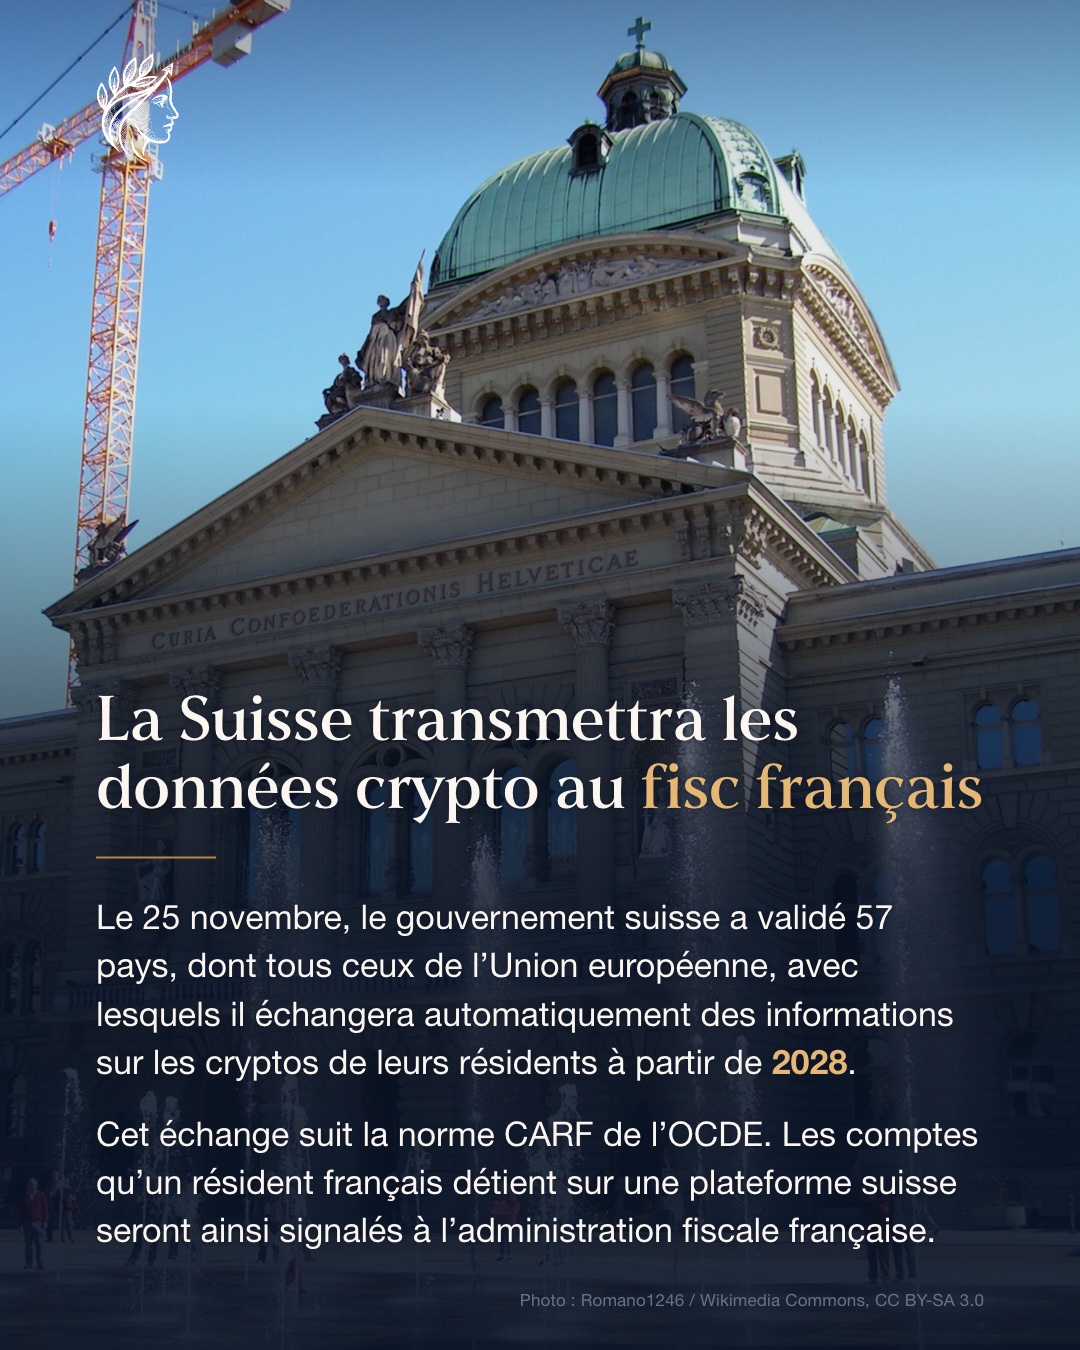 CURIA CONFOEDERATIONIS HELVETICAE
La Suisse transmettra les
données crypto au fisc français
Le 25 novembre, le gouvernement suisse a validé 57
pays, dont tous ceux de l’Union européenne, avec
lesquels il échangera automatiquement des informations
sur les cryptos de leurs résidents à partir de 2028.
Cet échange suit la norme CARF de l’OCDE. Les comptes
qu’un résident français détient sur une plateforme suisse
seront ainsi signalés à l’administration fiscale française.
Photo : Romano1246 / Wikimedia Commons, CC BY-SA 3.0